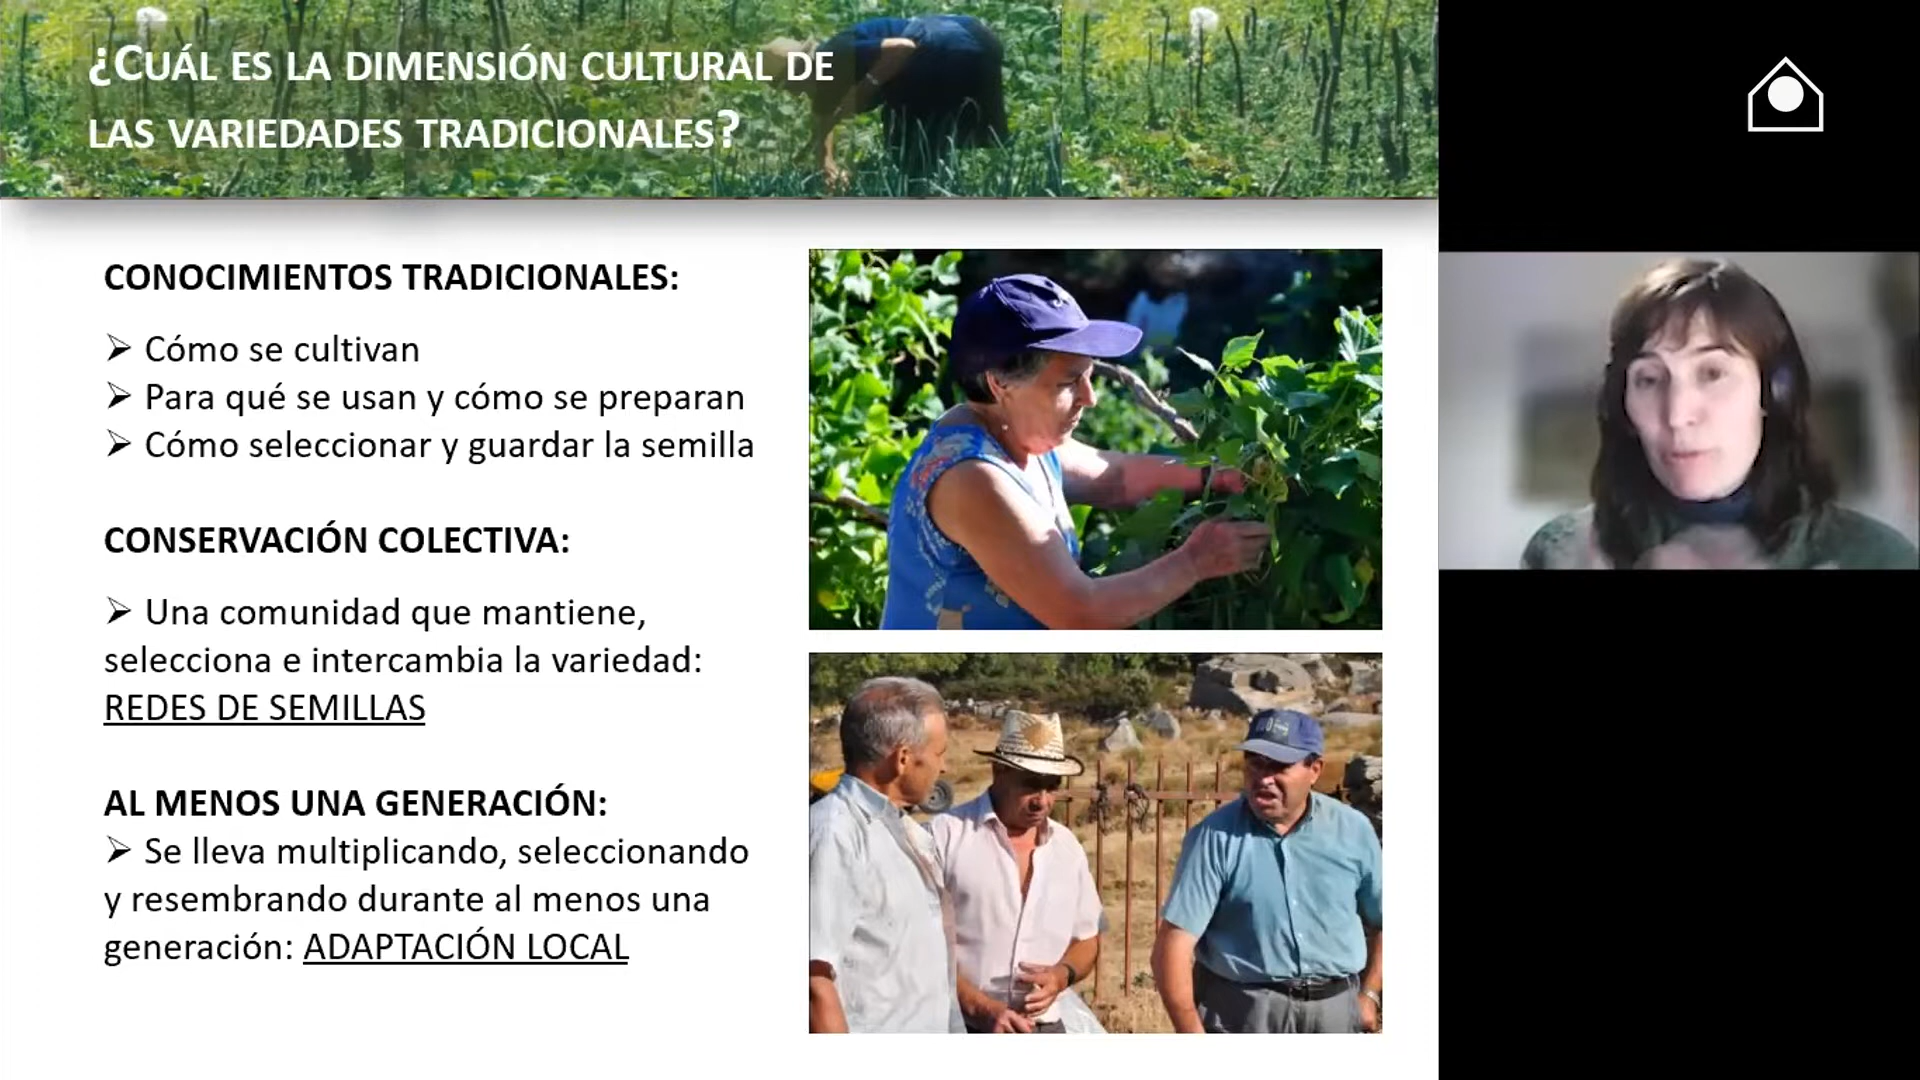 ¿CUÁL ES LA DIMENSIÓN CULTURAL DE
LAS VARIEDADES TRADICIONALES?
CONOCIMIENTOS TRADICIONALES:
➢ Cómo se cultivan
➢ Para qué se usan y cómo se preparan
➢ Cómo seleccionar y guardar la semilla
CONSERVACIÓN COLECTIVA:
➢ Una comunidad que mantiene,
selecciona e intercambia la variedad:
REDES DE SEMILLAS
AL MENOS UNA GENERACIÓN:
➢ Se lleva multiplicando, seleccionando
y resembrando durante al menos una
generación: ADAPTACIÓN LOCAL